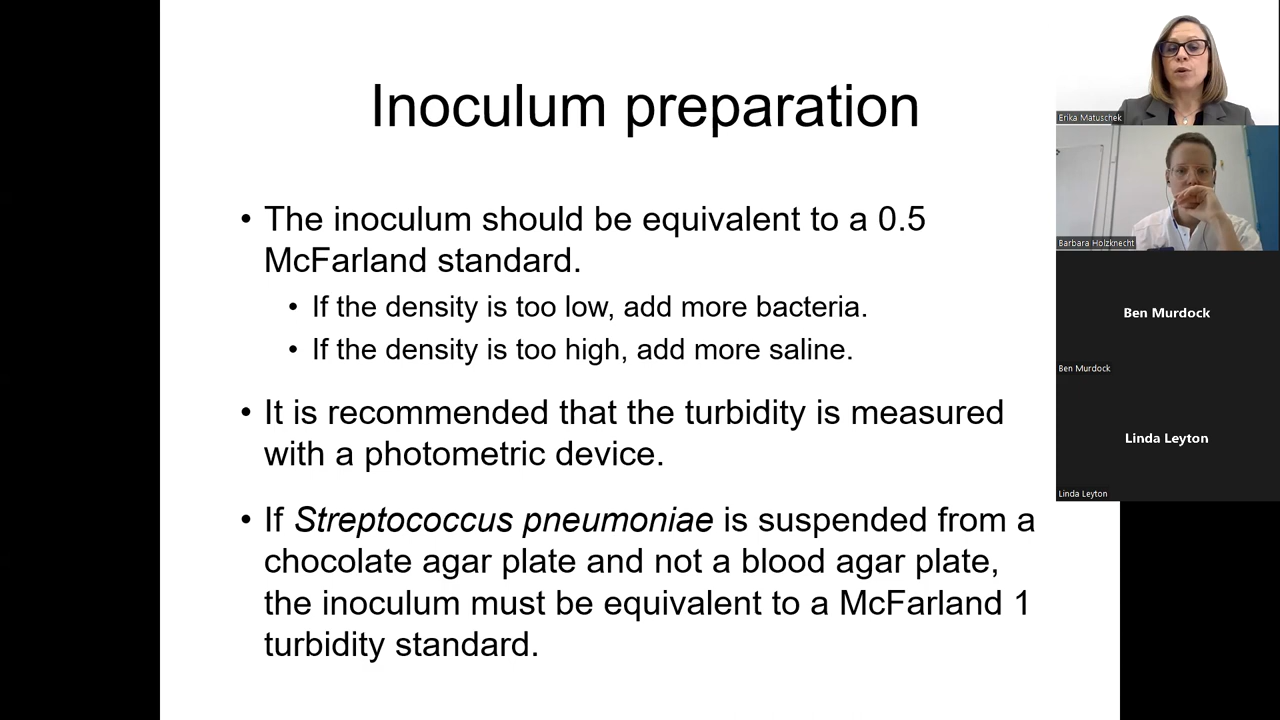 Inoculum preparation
• The inoculum should be equivalent to a 0.5
McFarland standard.
• If the density is too low, add more bacteria.
• If the density is too high, add more saline.
• It is recommended that the turbidity is measured
with a photometric device.
• If Streptococcus pneumoniae is suspended from a
chocolate agar plate and not a blood agar plate,
the inoculum must be equivalent to a McFarland 1
turbidity standard.
Erika Matuschek
Barbara Holzknecht
Ben Murdock
Ben Murdock
Linda Leyton
Linda Leyton